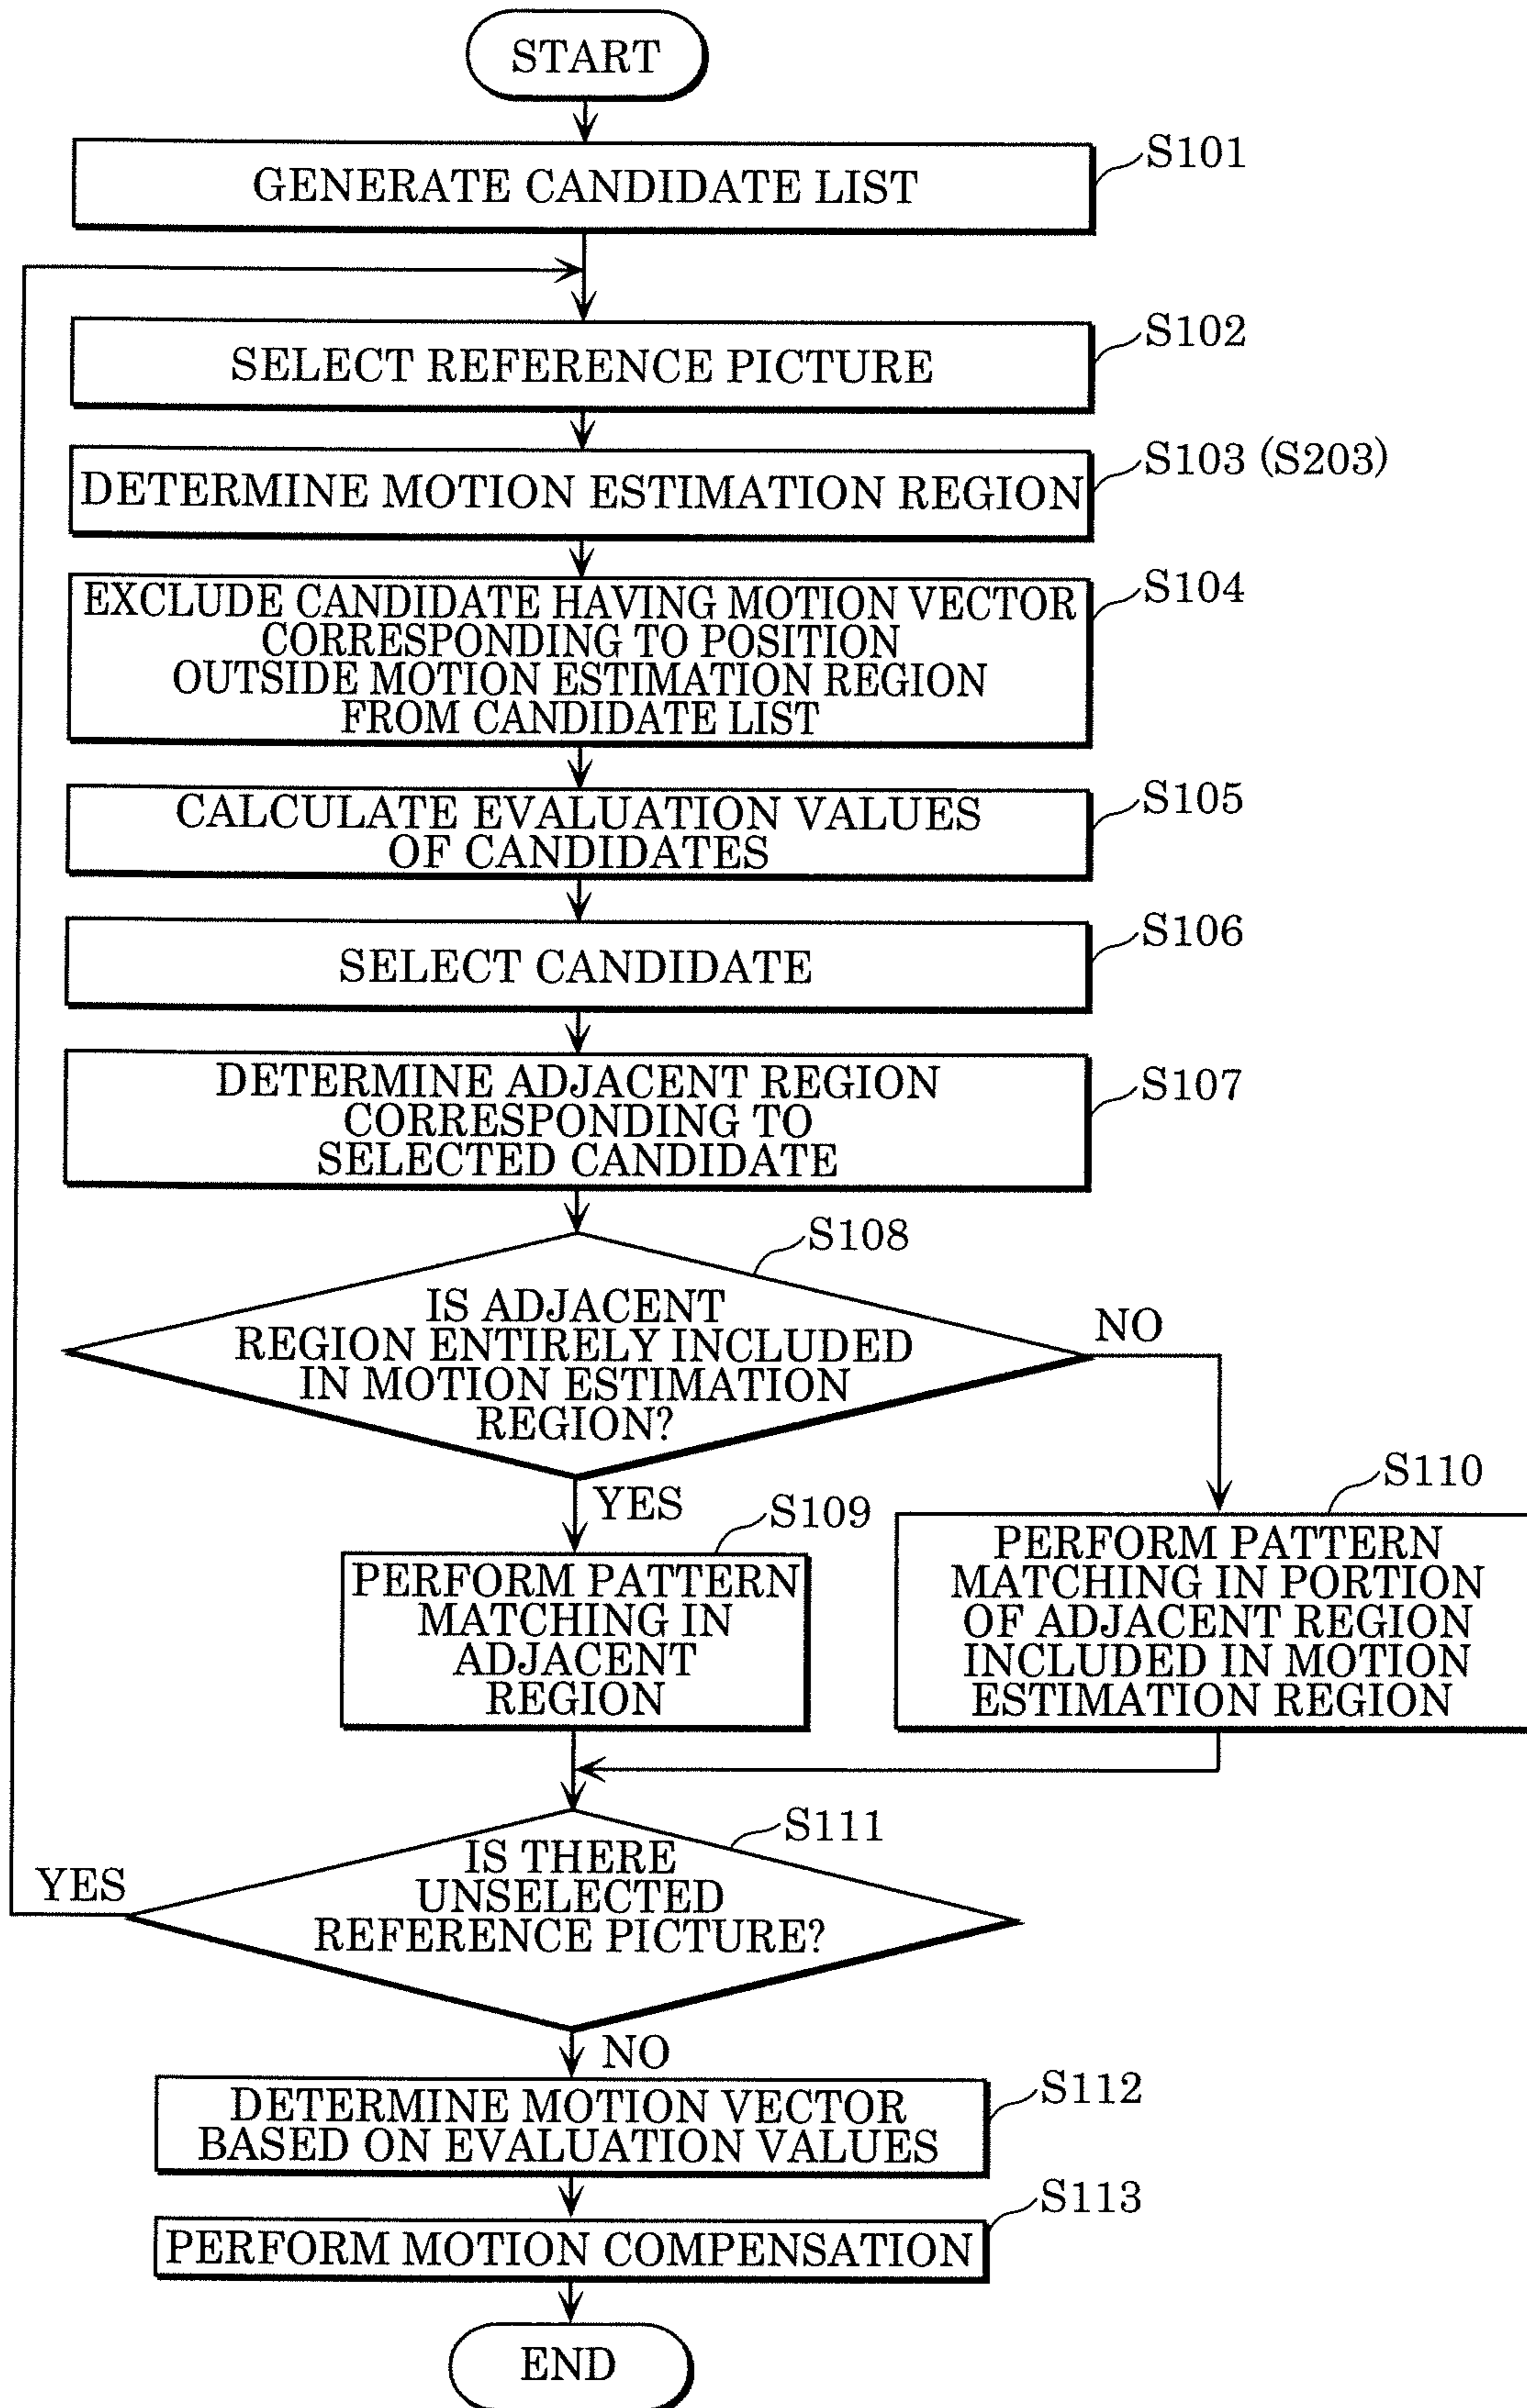 START
GENERATE CANDIDATE LIST
S101
SELECT REFERENCE PICTURE
S102
DETERMINE MOTION ESTIMATION REGION
S103 (S203)
EXCLUDE CANDIDATE HAVING MOTION VECTOR
CORRESPONDING TO POSITION
OUTSIDE MOTION ESTIMATION REGION
FROM CANDIDATE LIST
S104
CALCULATE EVALUATION VALUES
OF CANDIDATES
S105
SELECT CANDIDATE
S106
DETERMINE ADJACENT REGION
CORRESPONDING TO
SELECTED CANDIDATE
S107
S108
IS ADJACENT
REGION ENTIRELY INCLUDED
IN MOTION ESTIMATION
REGION?
NO
YES
S109
PERFORM PATTERN
MATCHING IN
ADJACENT
REGION
S110
PERFORM PATTERN
MATCHING IN PORTION
OF ADJACENT REGION
INCLUDED IN MOTION
ESTIMATION REGION
S111
IS THERE
UNSELECTED
REFERENCE PICTURE?
YES
NO
DETERMINE MOTION VECTOR
BASED ON EVALUATION VALUES
S112
PERFORM MOTION COMPENSATION
S113
END